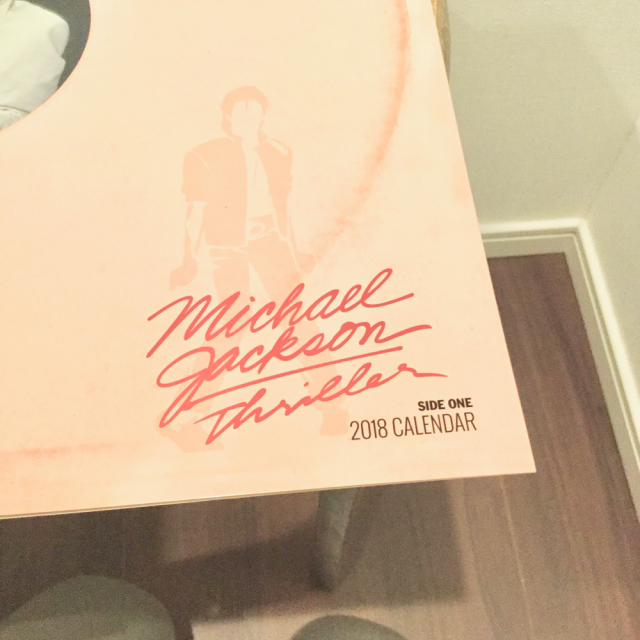 Michael
Jackson
Thriller
SIDE ONE
2018 CALENDAR